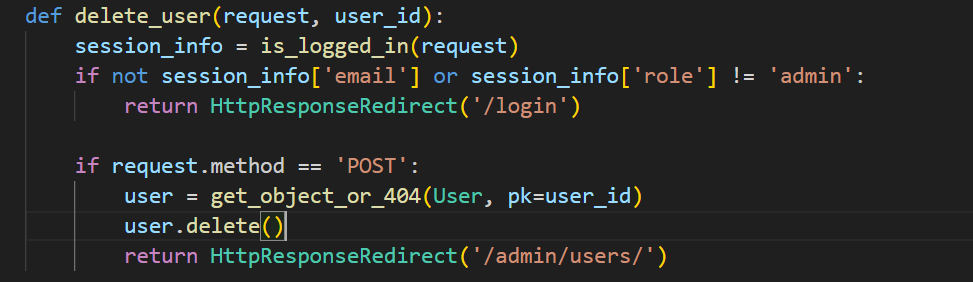 def delete_user(request, user_id):
    session_info = is_logged_in(request)
    if not session_info['email'] or session_info['role'] != 'admin':
        return HttpResponseRedirect('/login')

    if request.method == 'POST':
        user = get_object_or_404(User, pk=user_id)
        user.delete()
        return HttpResponseRedirect('/admin/users/')